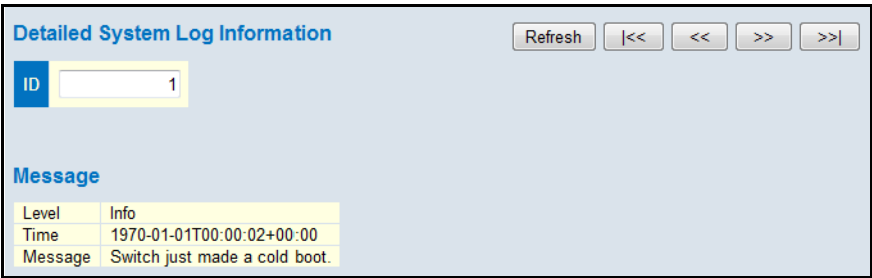 Detailed System Log Information
Refresh |<< << >> >>|
ID 1
Message
Level Info
Time 1970-01-01T00:00:02+00:00
Message Switch just made a cold boot.